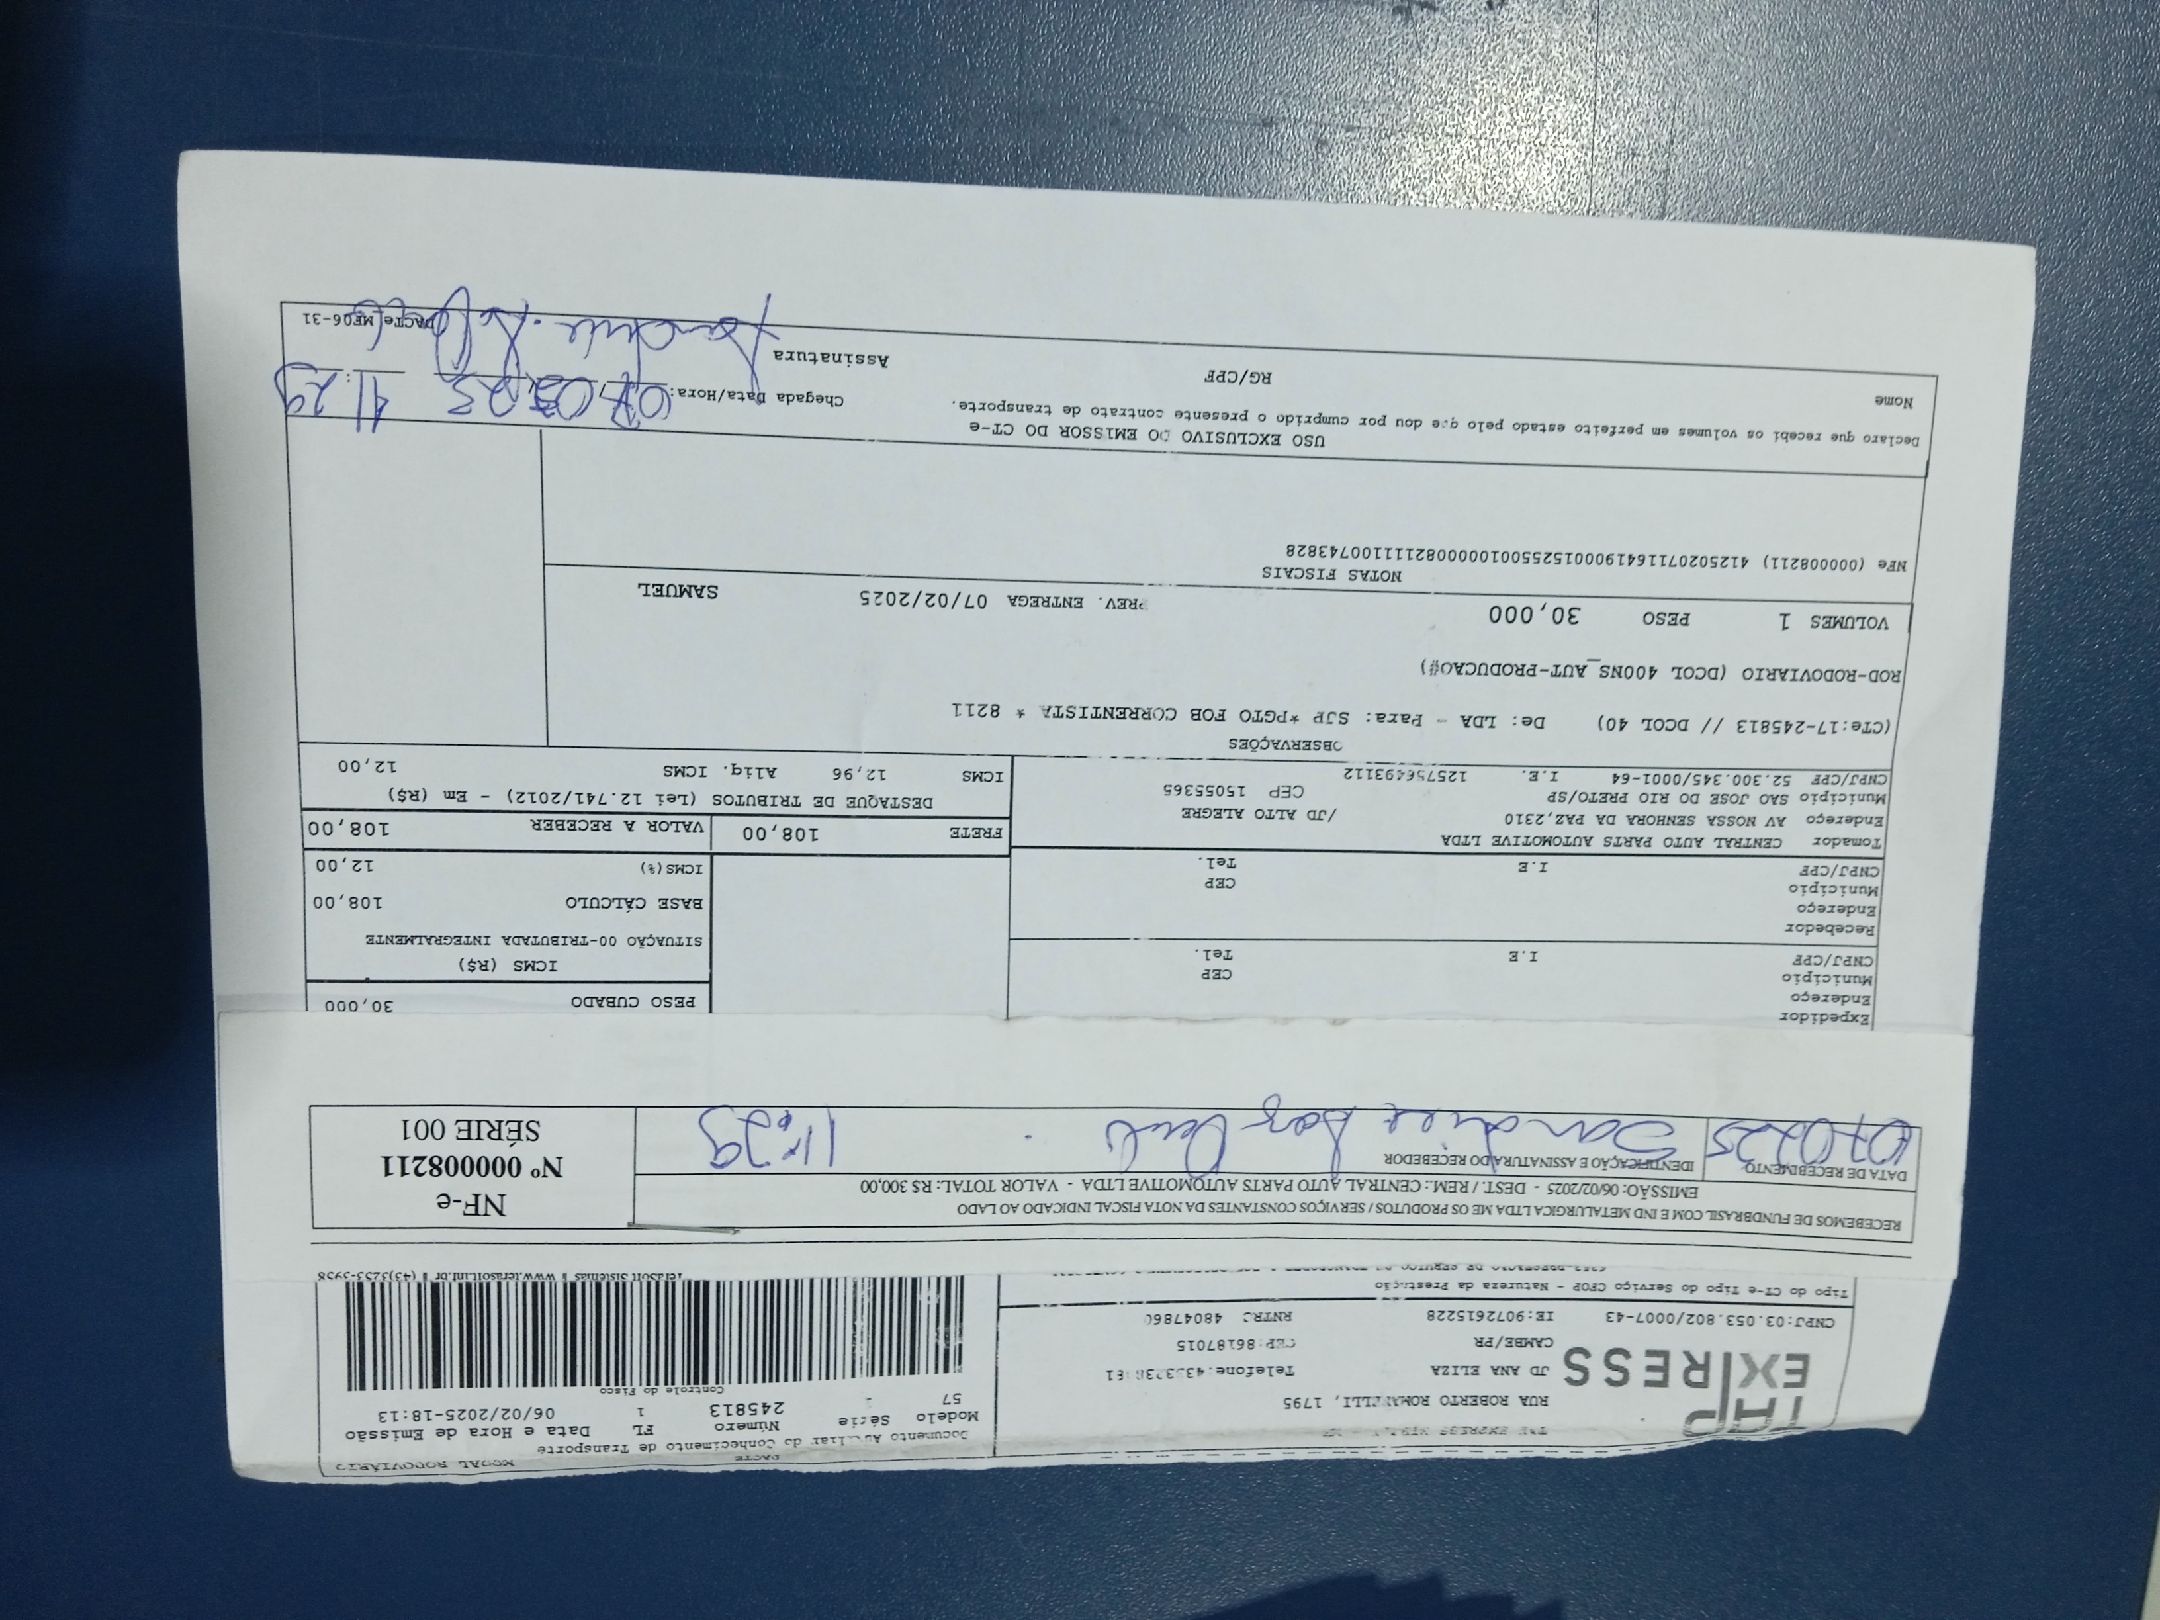 MODAL RODOVIÁRIO
DACTE
Documento Auxiliar do Conhecimento de Transporte
Modelo Série Número FL Data e Hora de Emissão
57 245813 1 06/02/2025-18:13
Controle do Fisco
TAP EXPRESS
RUA ROBERTO 1795
JD ANA ELIZA
CAMBE/PR CEP:86187015
CNPJ:03.053.802/0007-43 IE:9072615228
Tipo do CT-e Tipo do Serviço CFOP - Natureza da Prestação
RECEBEMOS DE FUNDBRASIL COM E IND METALURGICA LTDA ME OS PRODUTOS / SERVIÇOS CONSTANTES DA NOTA FISCAL INDICADO AO LADO
EMISSÃO: 06/02/2025 - DEST. / REM: CENTRAL AUTO PARTS AUTOMOTIVE LTDA - VALOR TOTAL: R$ 300,00
DATA DE RECEBIMENTO
IDENTIFICAÇÃO E ASSINATURA DO RECEBEDOR
11:29
NF-e
Nº 000008211
SÉRIE 001
Expedidor
Endereço
Município CEP
CNPJ/CPF I.E Tel.
Recebedor
Endereço
Município CEP
CNPJ/CPF I.E Tel.
Tomador CENTRAL AUTO PARTS AUTOMOTIVE LTDA
Endereço AV NOSSA SENHORA DA PAZ,2310 /JD ALTO ALEGRE
Município SAO JOSE DO RIO PRETO/SP CEP 15055365
CNPJ/CPF 52.300.345/0001-64 I.E. 125756493112
PESO CUBADO 30,000
ICMS (R$)
SITUAÇÃO 00-TRIBUTADA INTEGRALMENTE
BASE CÁLCULO 108,00
ICMS(%) 12,00
FRETE 108,00 VALOR A RECEBER 108,00
DESTAQUE DE TRIBUTOS (Lei 12.741/2012) - Em (R$)
ICMS 12,96 Aliq. ICMS 12,00
OBSERVAÇÕES
(CTe:17-245813 // DCOL 40) De: LDA - Para: SJP *PGTO FOB CORRENTISTA * 8211
ROD-RODOVIARIO (DCOL 400NS_AUT-PRODUCAO#)
VOLUMES 1 PESO 30,000 PREV. ENTREGA 07/02/2025 SAMUEL
NOTAS FISCAIS
NFe (000008211) 41250207116419000152550010000082111100743828
USO EXCLUSIVO DO EMISSOR DO CT-e
Declaro que recebi os volumes em perfeito estado pelo que dou por cumprido o presente contrato de transporte.
Chegada Data/Hora: 11:29
Nome RG/CPF Assinatura
DACTe MF06-31